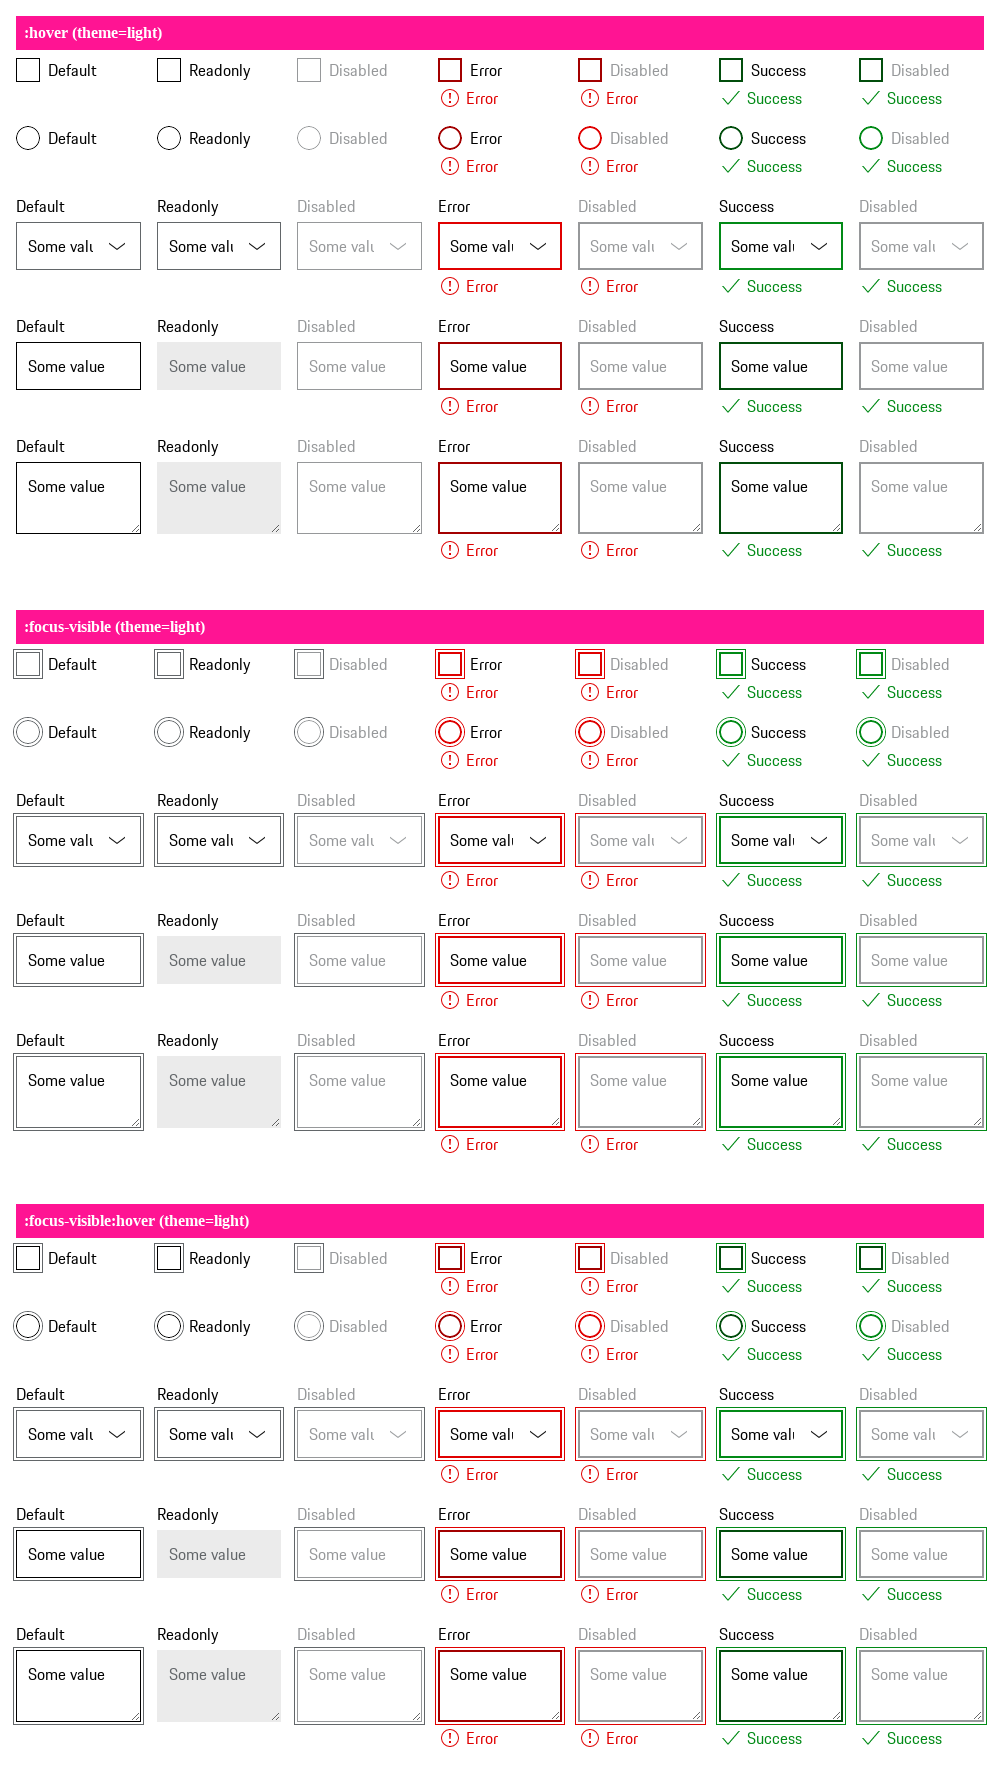 :hover (theme=light)
Default Readonly Disabled Error Disabled Success Disabled
Error Error Success Success
Default Readonly Disabled Error Disabled Success Disabled
Error Error Success Success
Default Readonly Disabled Error Disabled Success Disabled
Some valu Some valu Some valu Some valu Some valu Some valu Some valu
Error Error Success Success
Default Readonly Disabled Error Disabled Success Disabled
Some value Some value Some value Some value Some value Some value Some value
Error Error Success Success
Default Readonly Disabled Error Disabled Success Disabled
Some value Some value Some value Some value Some value Some value Some value
Error Error Success Success
:focus-visible (theme=light)
Default Readonly Disabled Error Disabled Success Disabled
Error Error Success Success
Default Readonly Disabled Error Disabled Success Disabled
Error Error Success Success
Default Readonly Disabled Error Disabled Success Disabled
Some valu Some valu Some valu Some valu Some valu Some valu Some valu
Error Error Success Success
Default Readonly Disabled Error Disabled Success Disabled
Some value Some value Some value Some value Some value Some value Some value
Error Error Success Success
Default Readonly Disabled Error Disabled Success Disabled
Some value Some value Some value Some value Some value Some value Some value
Error Error Success Success
:focus-visible:hover (theme=light)
Default Readonly Disabled Error Disabled Success Disabled
Error Error Success Success
Default Readonly Disabled Error Disabled Success Disabled
Error Error Success Success
Default Readonly Disabled Error Disabled Success Disabled
Some valu Some valu Some valu Some valu Some valu Some valu Some valu
Error Error Success Success
Default Readonly Disabled Error Disabled Success Disabled
Some value Some value Some value Some value Some value Some value Some value
Error Error Success Success
Default Readonly Disabled Error Disabled Success Disabled
Some value Some value Some value Some value Some value Some value Some value
Error Error Success Success